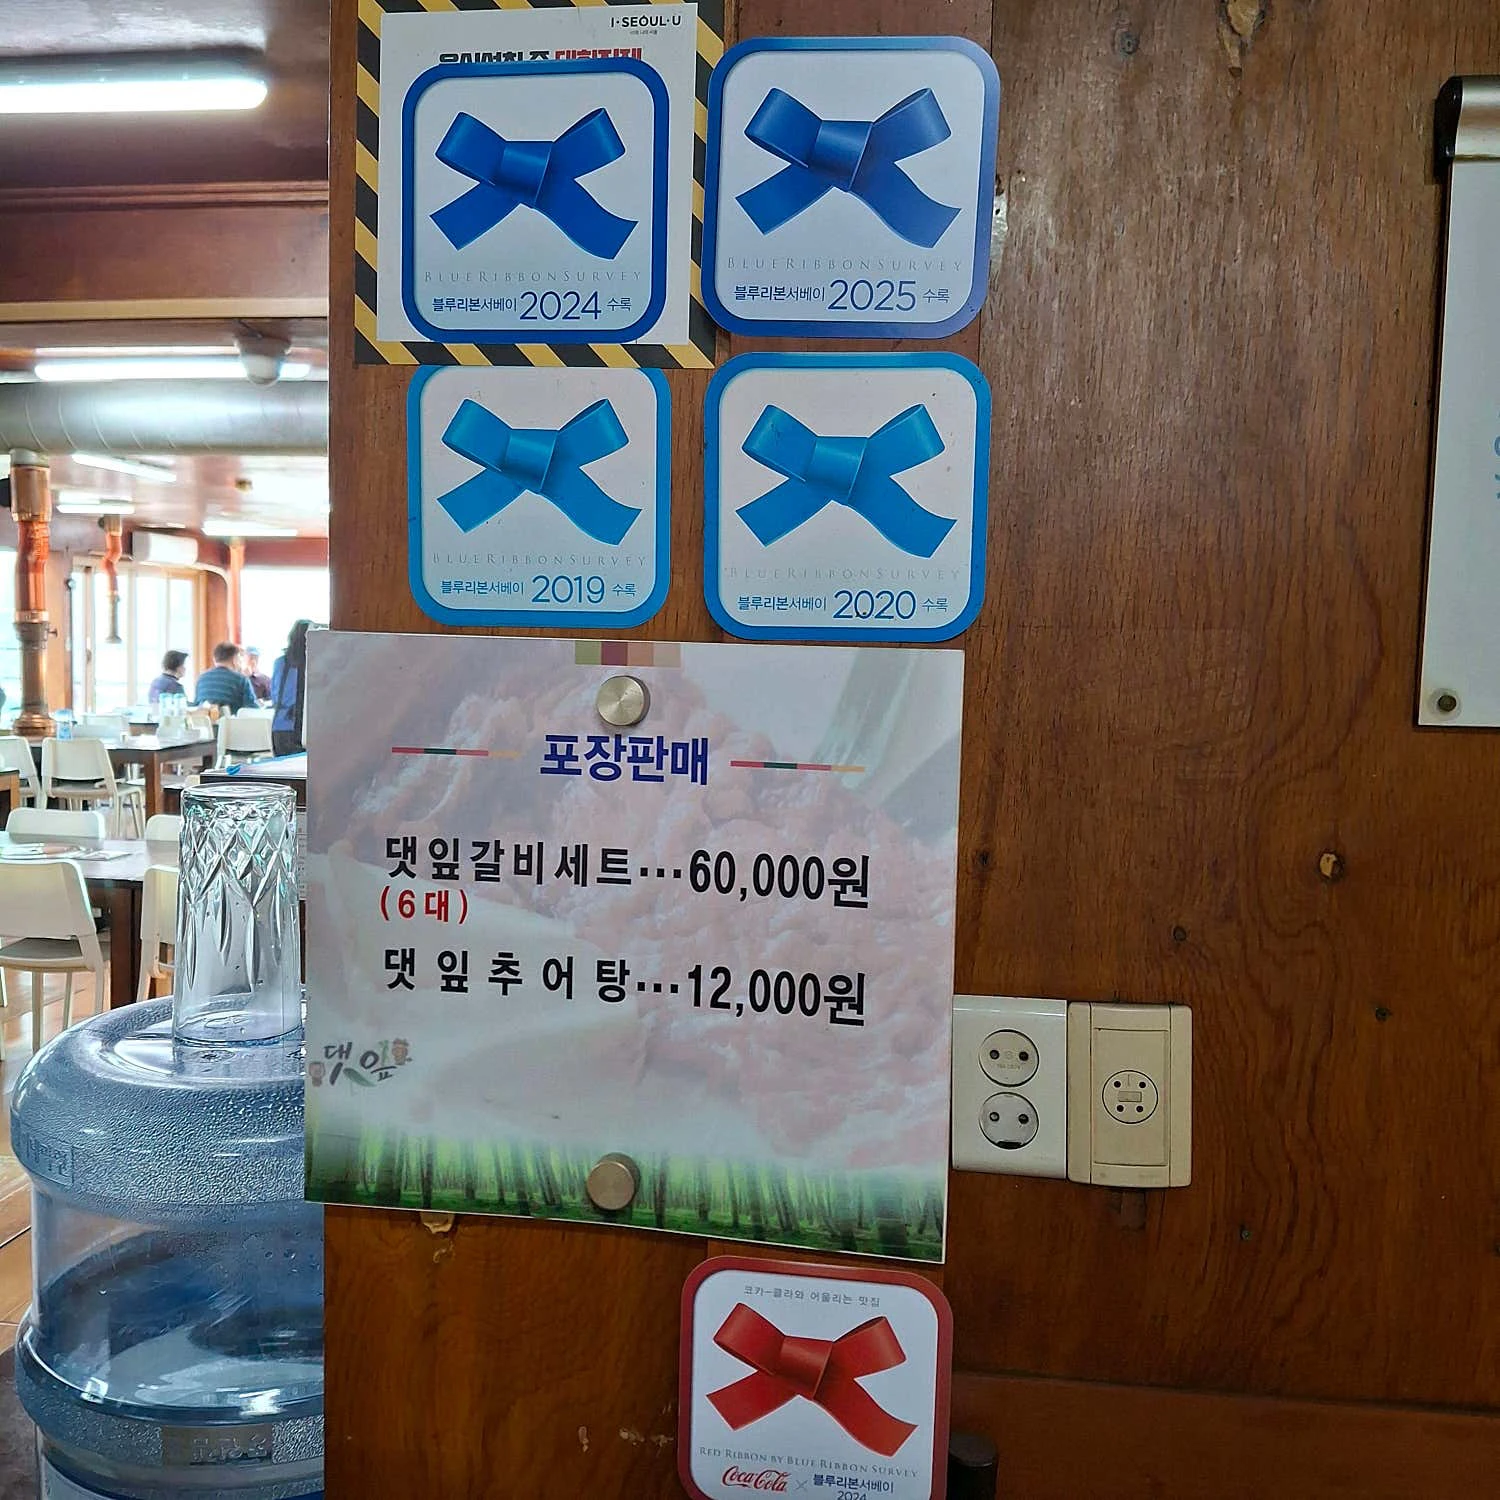 I·SEOUL·U
BLUERIBBONSURVEY
블루리본서베이 2024 수록
BLUERIBBONSURVEY
블루리본서베이 2025 수록
BLUERIBBONSURVEY
블루리본서베이 2019 수록
BLUERIBBONSURVEY
블루리본서베이 2020 수록
포장판매
댓잎갈비세트···60,000원
(6대)
댓잎추어탕···12,000원
댓잎
코카-콜라와 어울리는 맛집
RED RIBBON BY BLUE RIBBON SURVEY
Coca-Cola × 블루리본서베이
2024